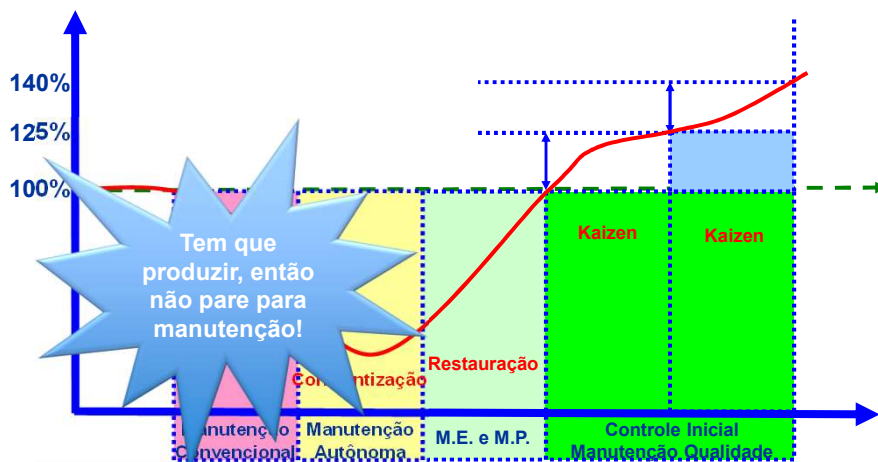 140%
125%
100%
Tem que
produzir, então
não pare para
manutenção!
Kaizen
Kaizen
Restauração
Manutenção
Autônoma
M.E. e M.P.
Controle Inicial
Manutenção Qualidade